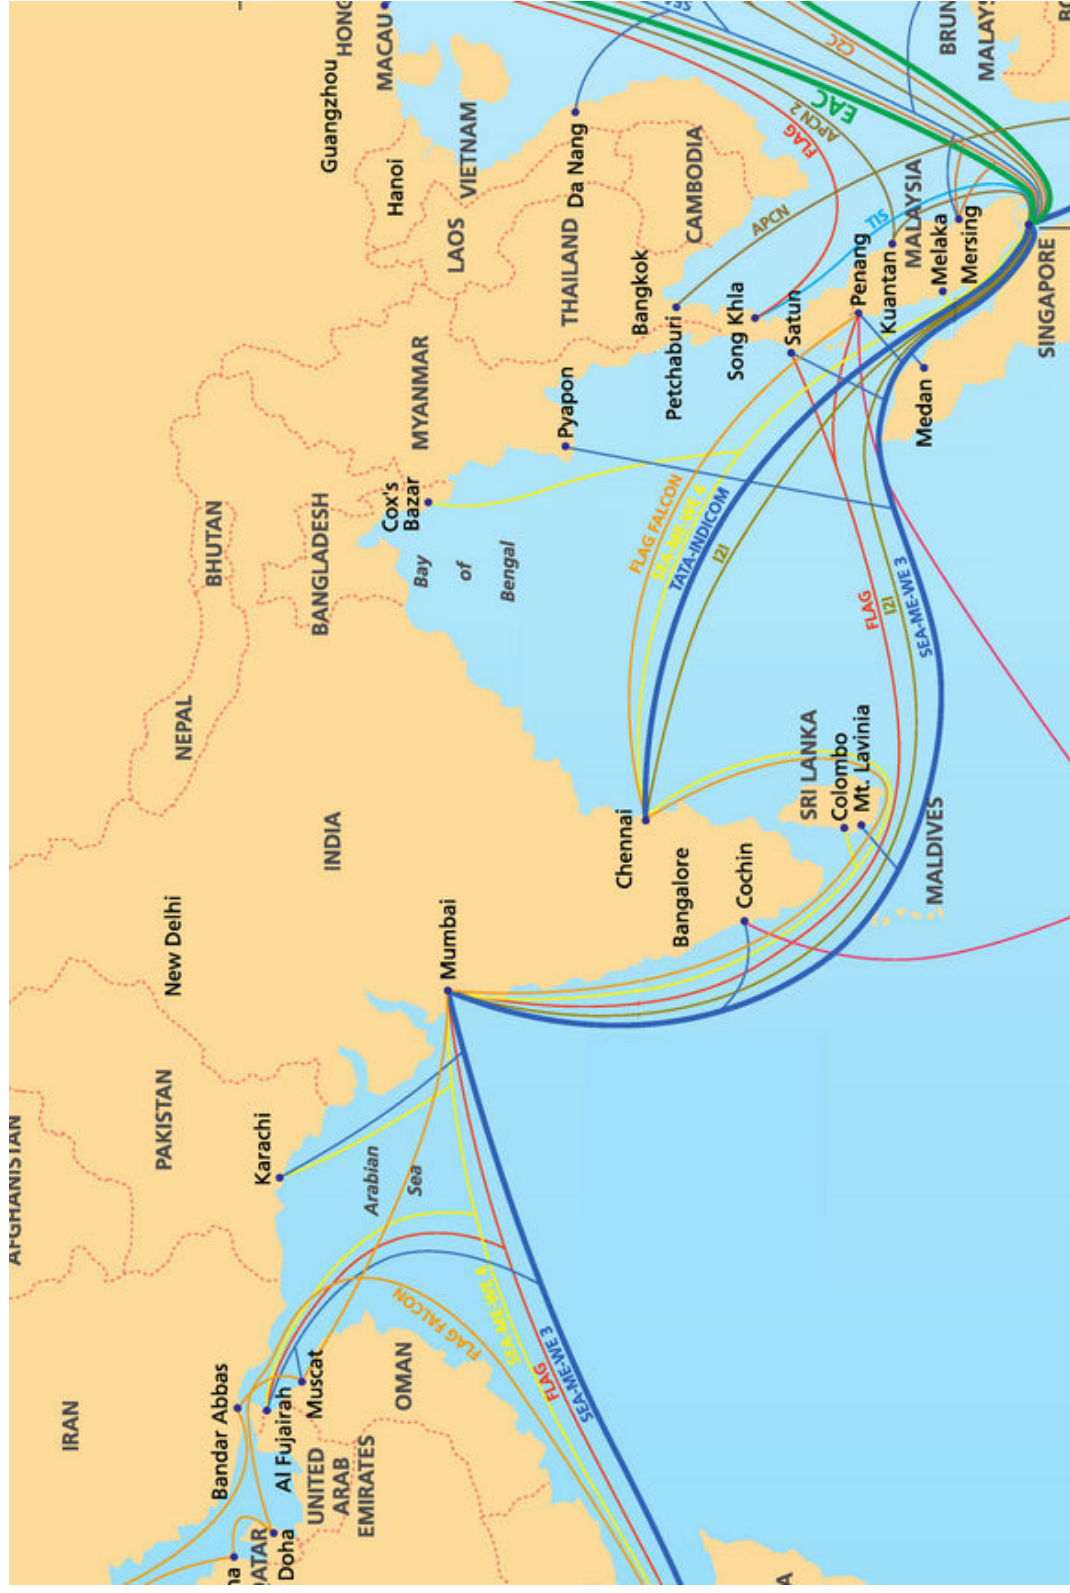 AFGHANISTAN
IRAN
PAKISTAN
New Delhi
NEPAL
BHUTAN
Bandar Abbas
na
QATAR
Doha
Al Fujairah
UNITED
ARAB
EMIRATES
Muscat
OMAN
Karachi
Arabian
Sea
INDIA
BANGLADESH
Cox's
Bazar
MYANMAR
Hanoi
Guangzhou
HONG
MACAU
LAOS
VIETNAM
Mumbai
Bay
of
Bengal
Pyapon
THAILAND
Da Nang
FLAG FALCON
SEA-ME-WE 4
FLAG
SEA-ME-WE 3
Chennai
Bangalore
Cochin
FLAG FALCON
SEA-ME-WE 4
TATA-INDICOM
I2I
Bangkok
Petchaburi
CAMBODIA
Song Khla
Satun
APCN
FLAG
APCN 2
EAC
C2C
TIS
SRI LANKA
Colombo
Mt. Lavinia
MALDIVES
FLAG
I2I
SEA-ME-WE 3
Penang
Kuantan
MALAYSIA
Melaka
Mersing
Medan
SINGAPORE
BRUN
MALAYS